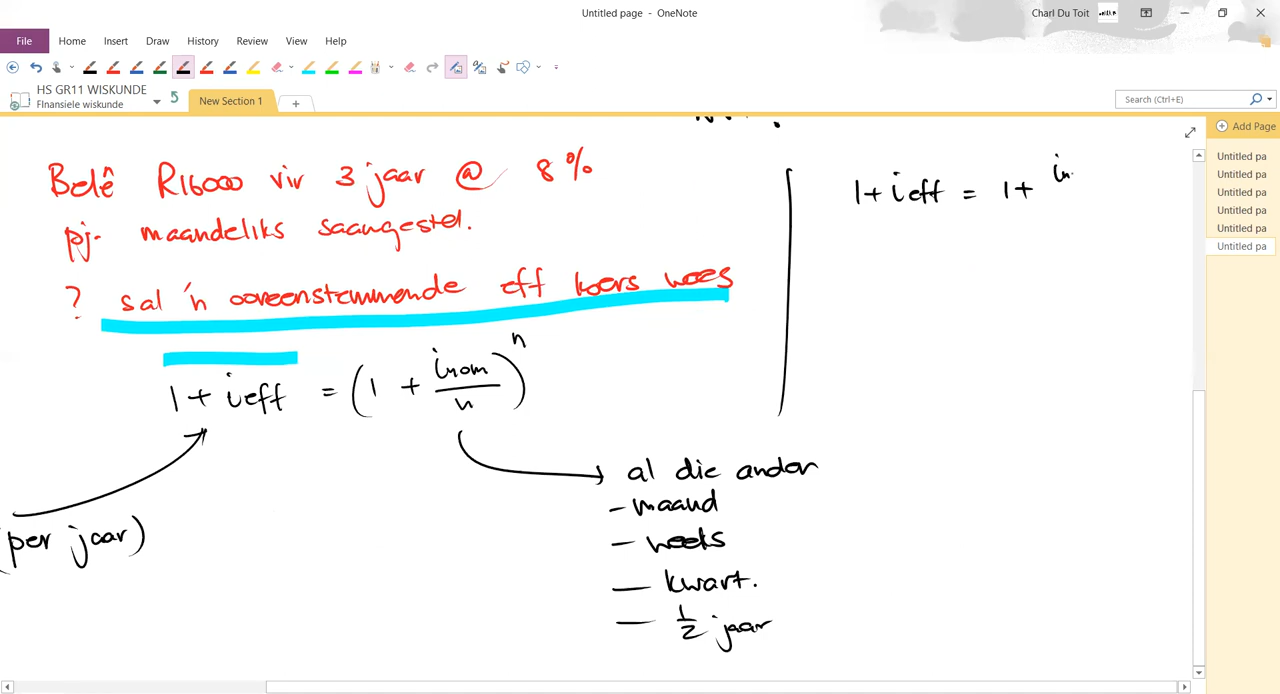 Untitled page - OneNote
Charl Du Toit
File Home Insert Draw History Review View Help
HS GR11 WISKUNDE
FInansiele wiskunde
New Section 1
Search (Ctrl+E)
Add Page
Untitled pa
Untitled pa
Untitled pa
Untitled pa
Untitled pa
Untitled pa
Belê R16000 vir 3 jaar @ 8%
pj. maandeliks saamgestel.
? sal 'n ooreenstemmende eff koers wees
1 + ieff = (1 + inom/n)^n
(per jaar)
al die ander
- maand
- weeks
- kwart.
- 1/2 jaar
1 + ieff = 1 + in